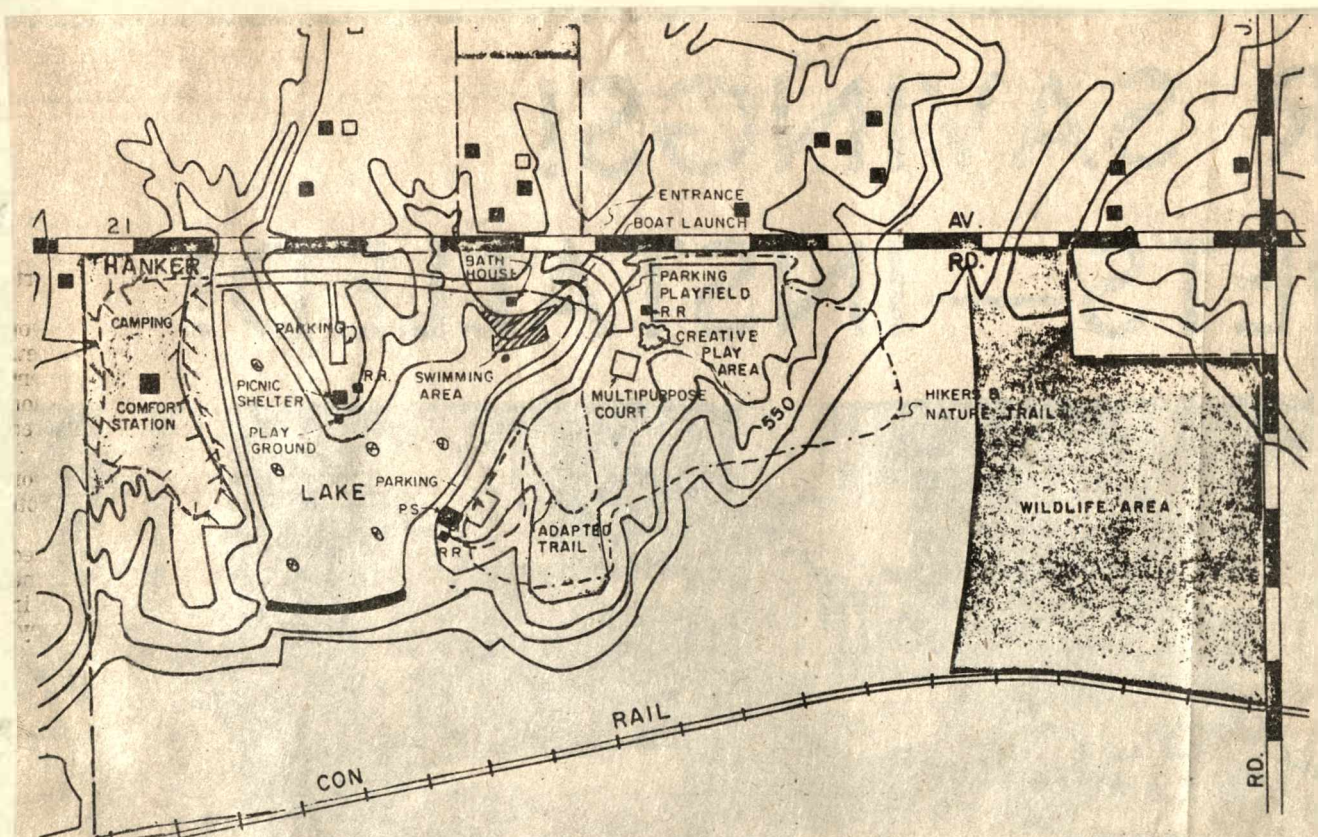 J.
ENTRANCE
BOAT LAUNCH
21
AV.
THANKER
RD.
BATH
HOUSE
PARKING
PLAYFIELD
R R
CAMPING
PARKING
CREATIVE
PLAY
AREA
PICNIC
SHELTER
R.R.
SWIMMING
AREA
MULTIPURPOSE
COURT
HIKERS &
NATURE TRAIL
COMFORT
STATION
PLAY
GROUND
550
LAKE
PARKING
P.S.
WILDLIFE AREA
ADAPTED
TRAIL
RR
RAIL
CON
RD.